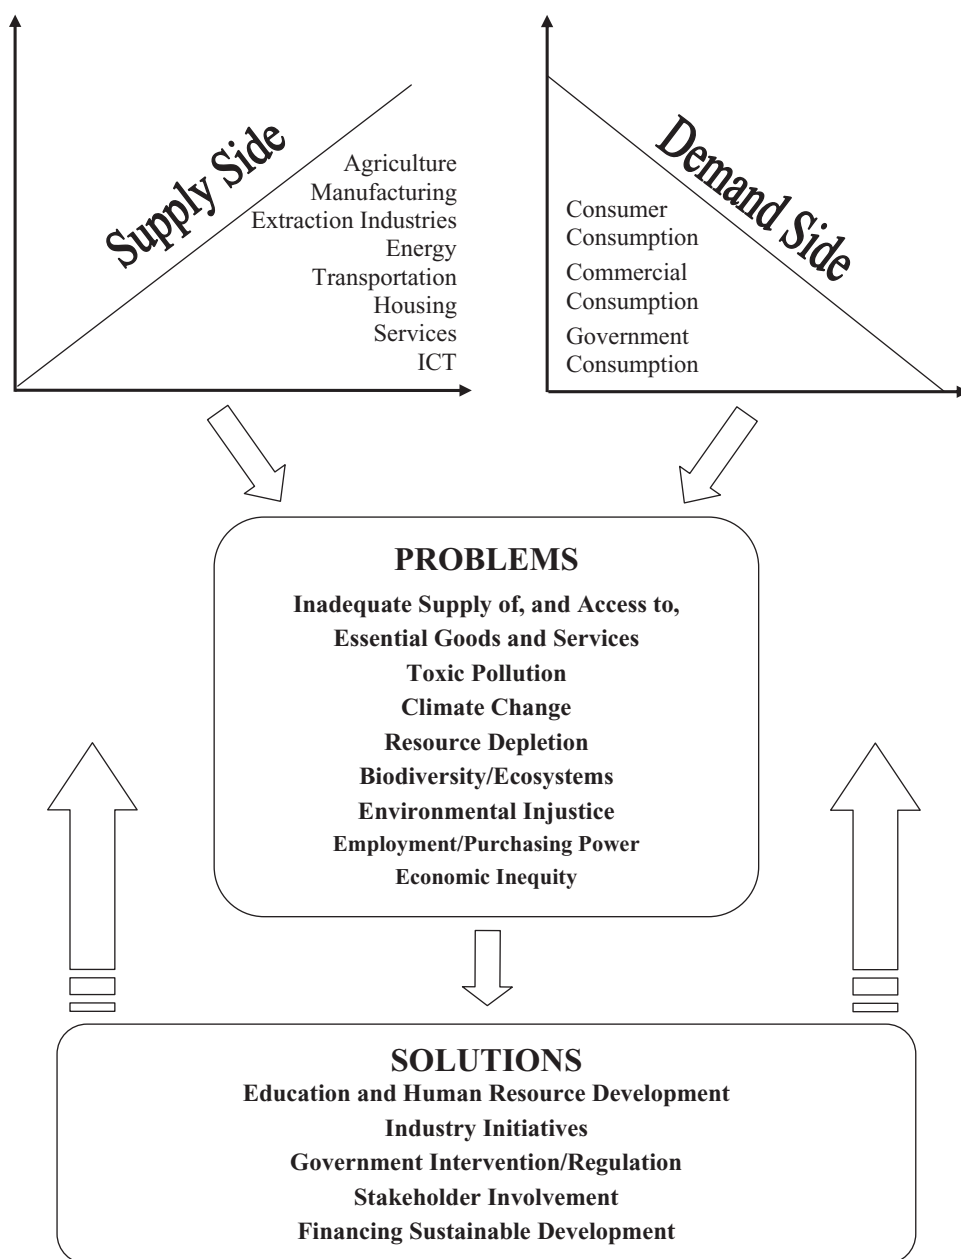 Supply Side
Agriculture
Manufacturing
Extraction Industries
Energy
Transportation
Housing
Services
ICT
Demand Side
Consumer
Consumption
Commercial
Consumption
Government
Consumption
PROBLEMS
Inadequate Supply of, and Access to,
Essential Goods and Services
Toxic Pollution
Climate Change
Resource Depletion
Biodiversity/Ecosystems
Environmental Injustice
Employment/Purchasing Power
Economic Inequity
SOLUTIONS
Education and Human Resource Development
Industry Initiatives
Government Intervention/Regulation
Stakeholder Involvement
Financing Sustainable Development